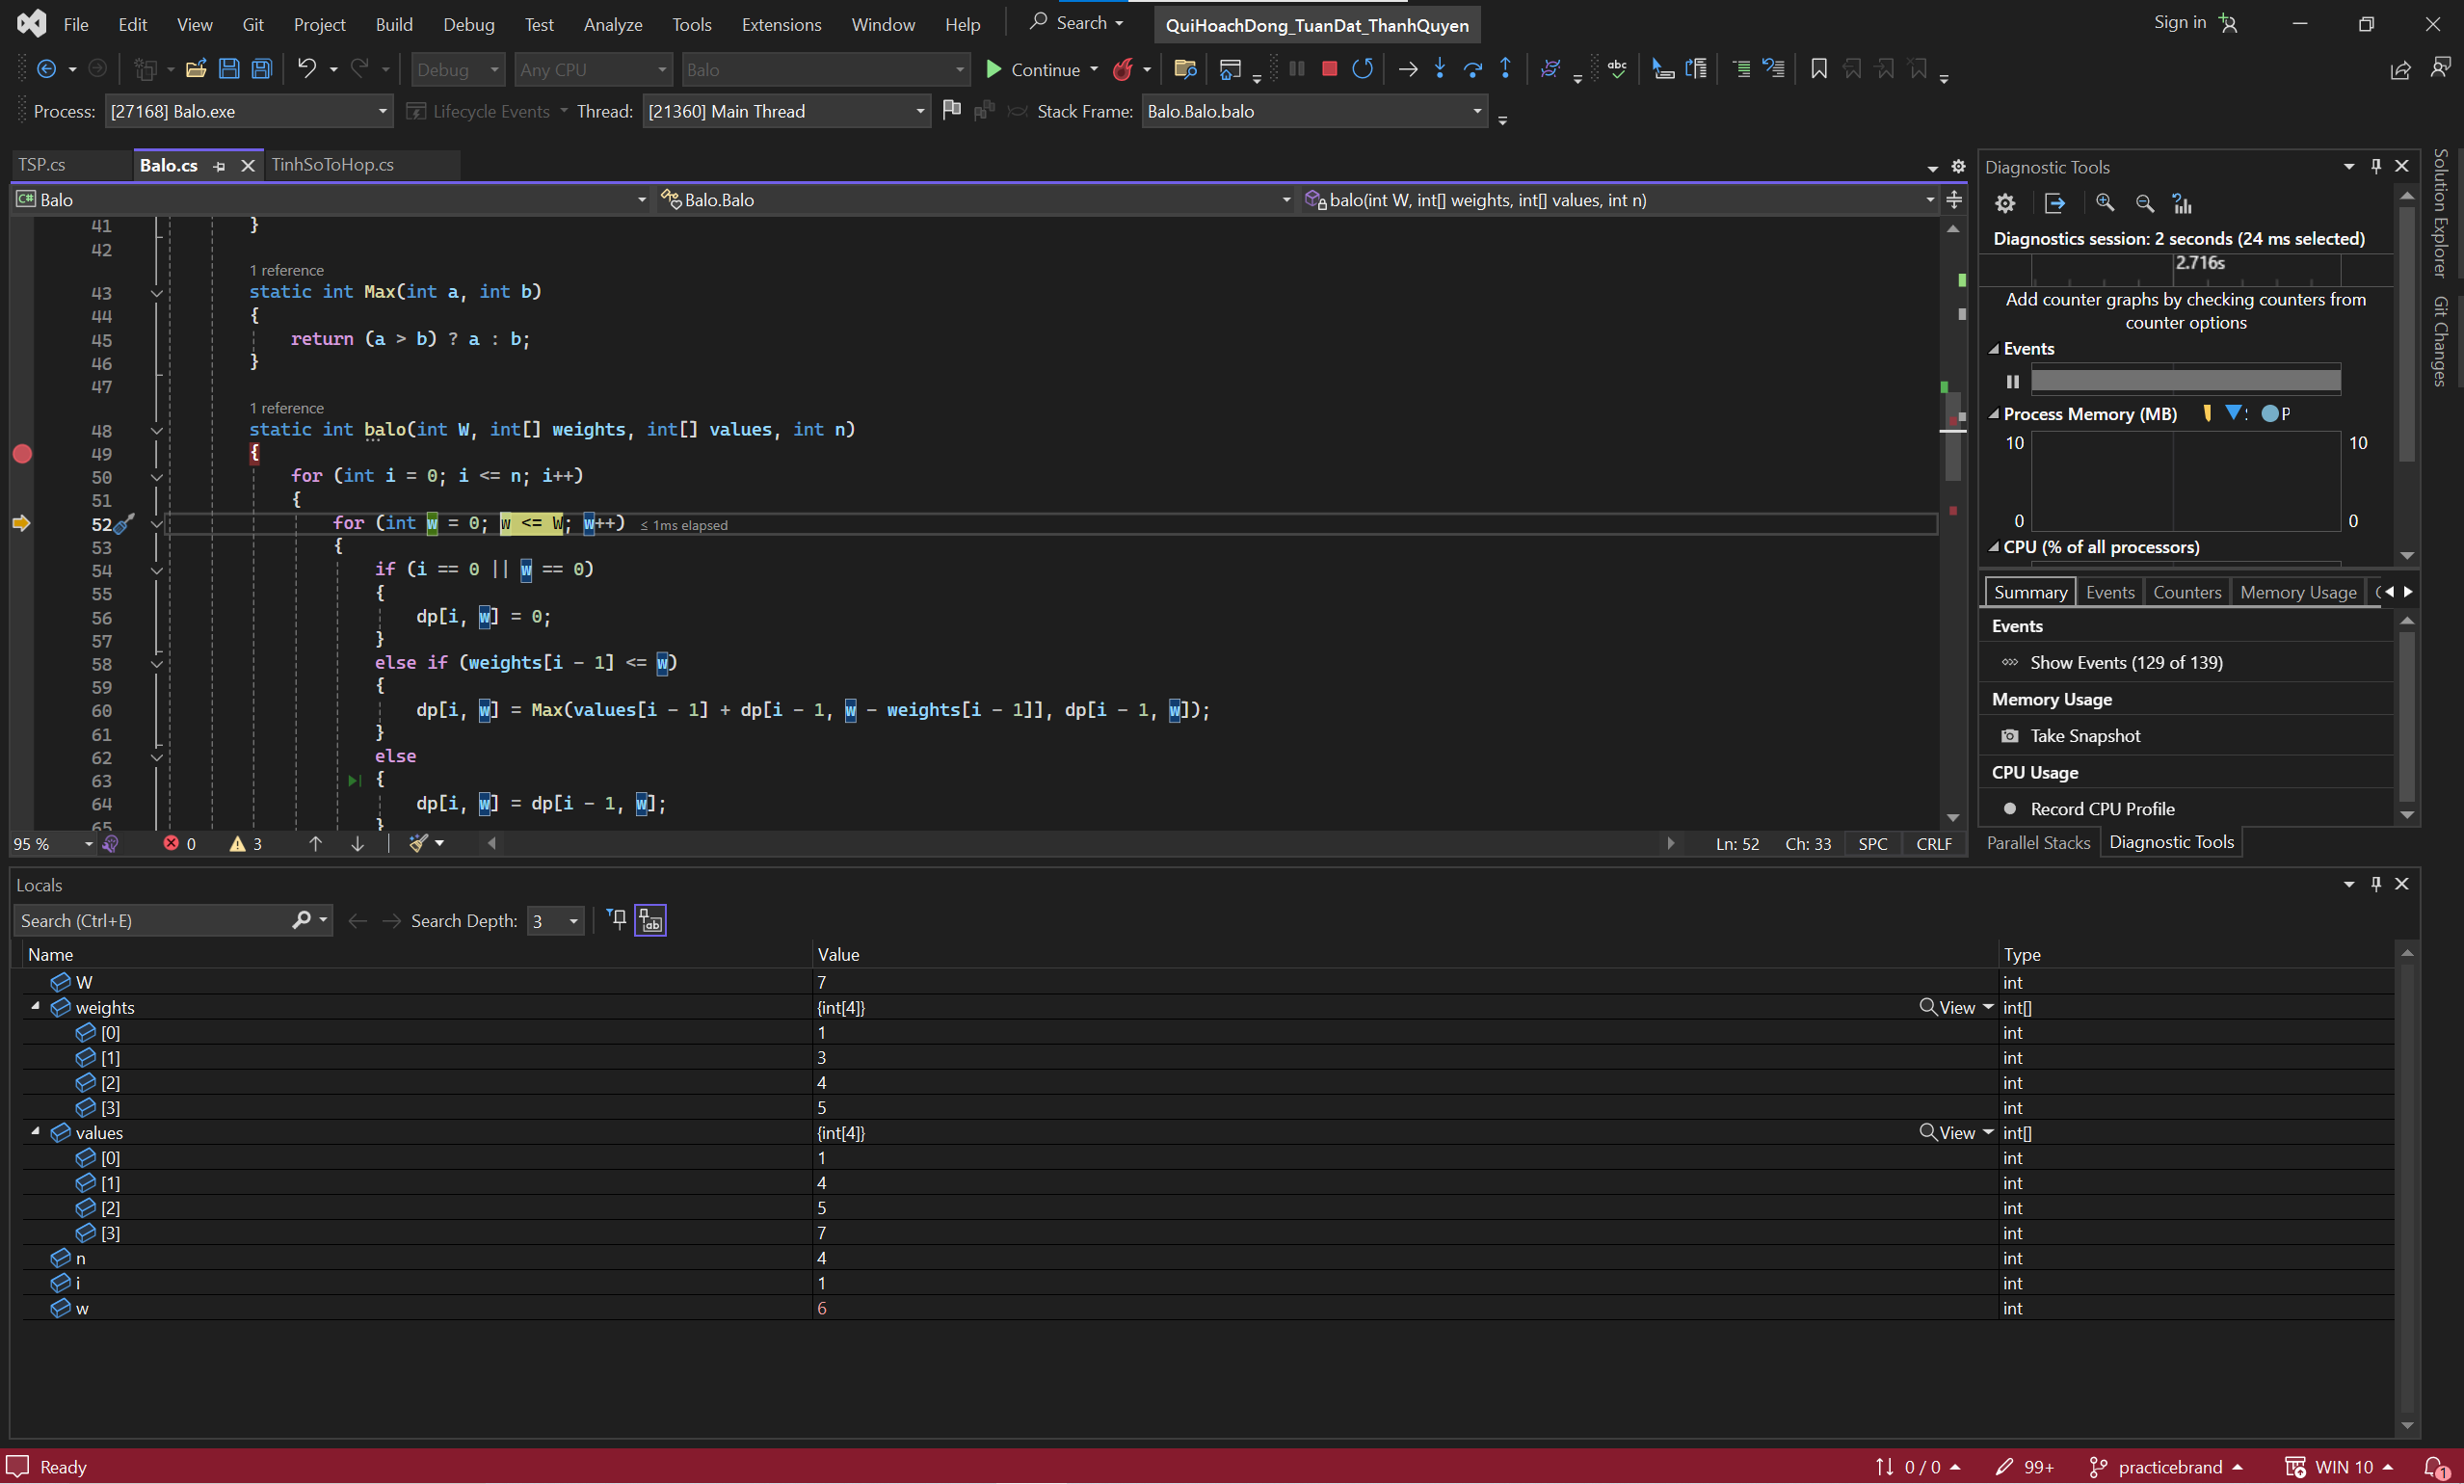 File Edit View Git Project Build Debug Test Analyze Tools Extensions Window Help Search QuiHoachDong_TuanDat_ThanhQuyen Sign in
Debug Any CPU Balo Continue
Process: [27168] Balo.exe Lifecycle Events Thread: [21360] Main Thread Stack Frame: Balo.Balo.balo
TSP.cs Balo.cs TinhSoToHop.cs
Balo Balo.Balo balo(int W, int[] weights, int[] values, int n)
41 }
42
1 reference
43 static int Max(int a, int b)
44 {
45 return (a > b) ? a : b;
46 }
47
1 reference
48 static int balo(int W, int[] weights, int[] values, int n)
49 {
50 for (int i = 0; i <= n; i++)
51 {
52 for (int w = 0; w <= W; w++) ≤ 1ms elapsed
53 {
54 if (i == 0 || w == 0)
55 {
56 dp[i, w] = 0;
57 }
58 else if (weights[i - 1] <= w)
59 {
60 dp[i, w] = Max(values[i - 1] + dp[i - 1, w - weights[i - 1]], dp[i - 1, w]);
61 }
62 else
63 {
64 dp[i, w] = dp[i - 1, w];
65 }
95 % 0 3 Ln: 52 Ch: 33 SPC CRLF
Diagnostic Tools
Diagnostics session: 2 seconds (24 ms selected)
2.716s
Add counter graphs by checking counters from
counter options
Events
Process Memory (MB) P
10 10
0 0
CPU (% of all processors)
Summary Events Counters Memory Usage
Events
Show Events (129 of 139)
Memory Usage
Take Snapshot
CPU Usage
Record CPU Profile
Parallel Stacks Diagnostic Tools
Solution Explorer
Git Changes
Locals
Search (Ctrl+E) Search Depth: 3
Name Value Type
W 7 int
weights {int[4]} View int[]
[0] 1 int
[1] 3 int
[2] 4 int
[3] 5 int
values {int[4]} View int[]
[0] 1 int
[1] 4 int
[2] 5 int
[3] 7 int
n 4 int
i 1 int
w 6 int
Ready 0 / 0 99+ practicebrand WIN 10 1